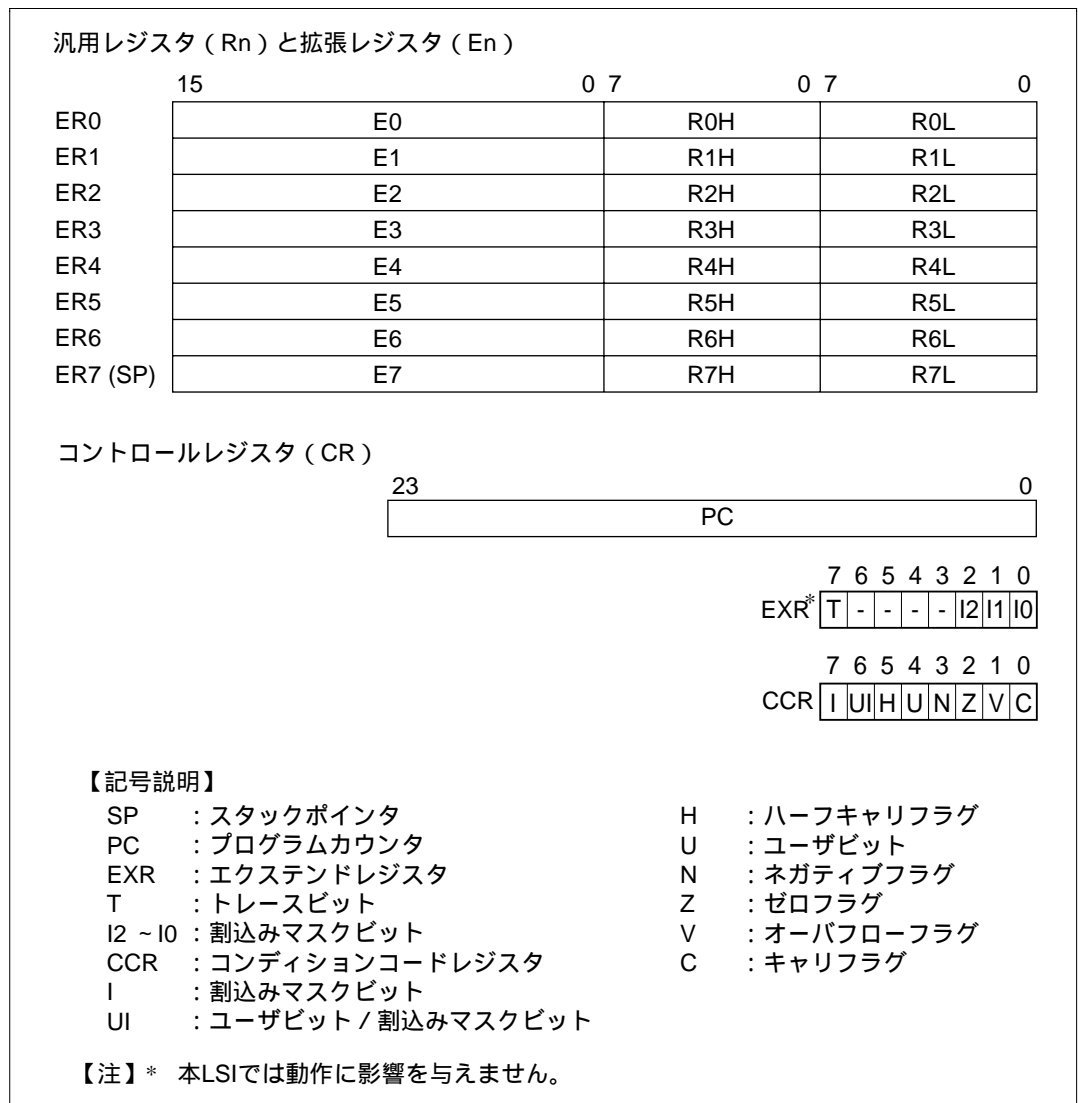 汎用レジスタ（Rn）と拡張レジスタ（En）
15 0 7 0 7 0
ER0 E0 R0H R0L
ER1 E1 R1H R1L
ER2 E2 R2H R2L
ER3 E3 R3H R3L
ER4 E4 R4H R4L
ER5 E5 R5H R5L
ER6 E6 R6H R6L
ER7 (SP) E7 R7H R7L
コントロールレジスタ（CR）
23 0
PC
7 6 5 4 3 2 1 0
EXR* T - - - - I2 I1 I0
7 6 5 4 3 2 1 0
CCR I UI H U N Z V C
【記号説明】
SP ：スタックポインタ
PC ：プログラムカウンタ
EXR ：エクステンドレジスタ
T ：トレースビット
I2 ~ I0 ：割込みマスクビット
CCR ：コンディションコードレジスタ
I ：割込みマスクビット
UI ：ユーザビット / 割込みマスクビット
H ：ハーフキャリフラグ
U ：ユーザビット
N ：ネガティブフラグ
Z ：ゼロフラグ
V ：オーバフローフラグ
C ：キャリフラグ
【注】* 本LSIでは動作に影響を与えません。